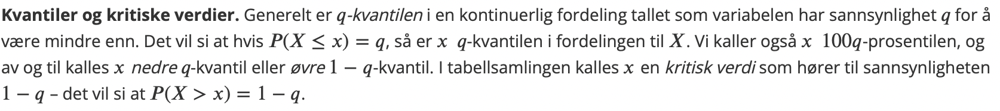 Kvantiler og kritiske verdier. Generelt er q-kvantilen i en kontinuerlig fordeling tallet som variabelen har sannsynlighet q for å
være mindre enn. Det vil si at hvis P(X ≤ x) = q, så er x q-kvantilen i fordelingen til X. Vi kaller også x 100q-prosentilen, og
av og til kalles x nedre q-kvantil eller øvre 1 − q-kvantil. I tabellsamlingen kalles x en kritisk verdi som hører til sannsynligheten
1 − q – det vil si at P(X > x) = 1 − q.